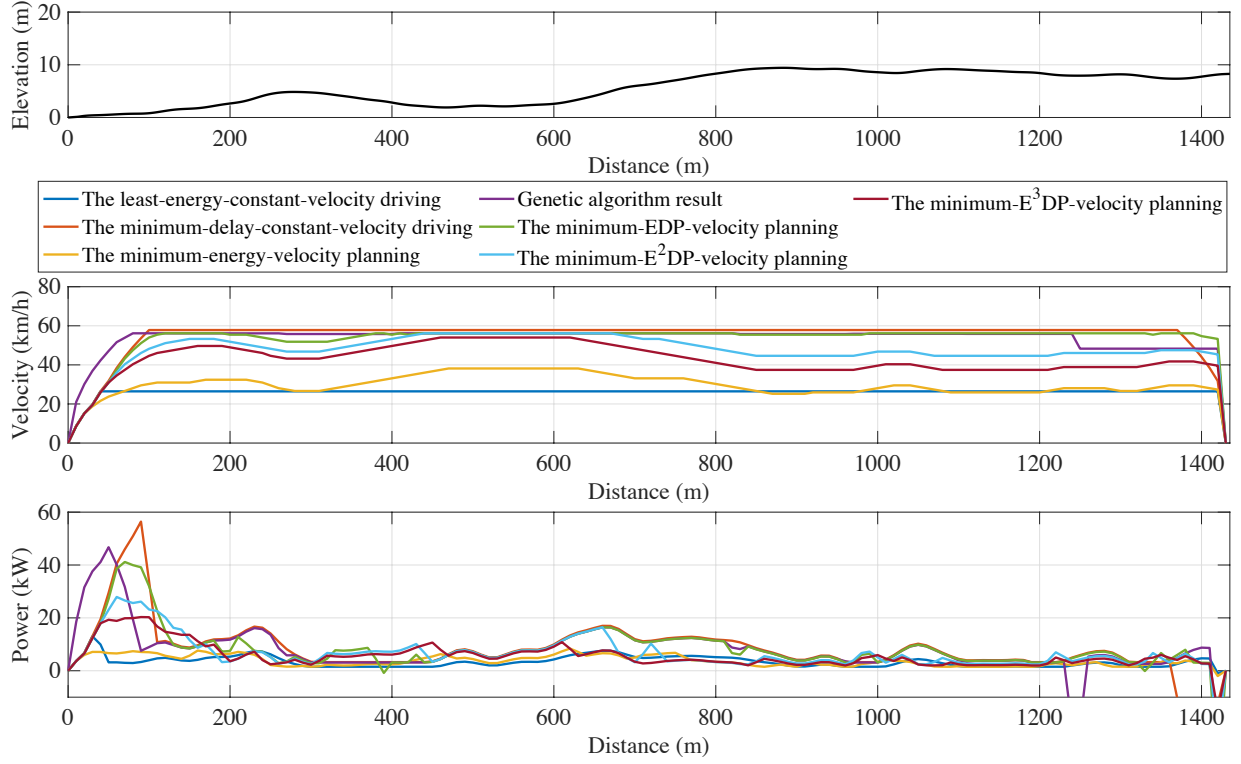 Elevation (m)
20
10
0
0 200 400 600 800 1000 1200 1400
Distance (m)
The least-energy-constant-velocity driving
The minimum-delay-constant-velocity driving
The minimum-energy-velocity planning
Genetic algorithm result
The minimum-EDP-velocity planning
The minimum-E²DP-velocity planning
The minimum-E³DP-velocity planning
Velocity (km/h)
80
60
40
20
0
0 200 400 600 800 1000 1200 1400
Distance (m)
Power (kW)
60
40
20
0
0 200 400 600 800 1000 1200 1400
Distance (m)